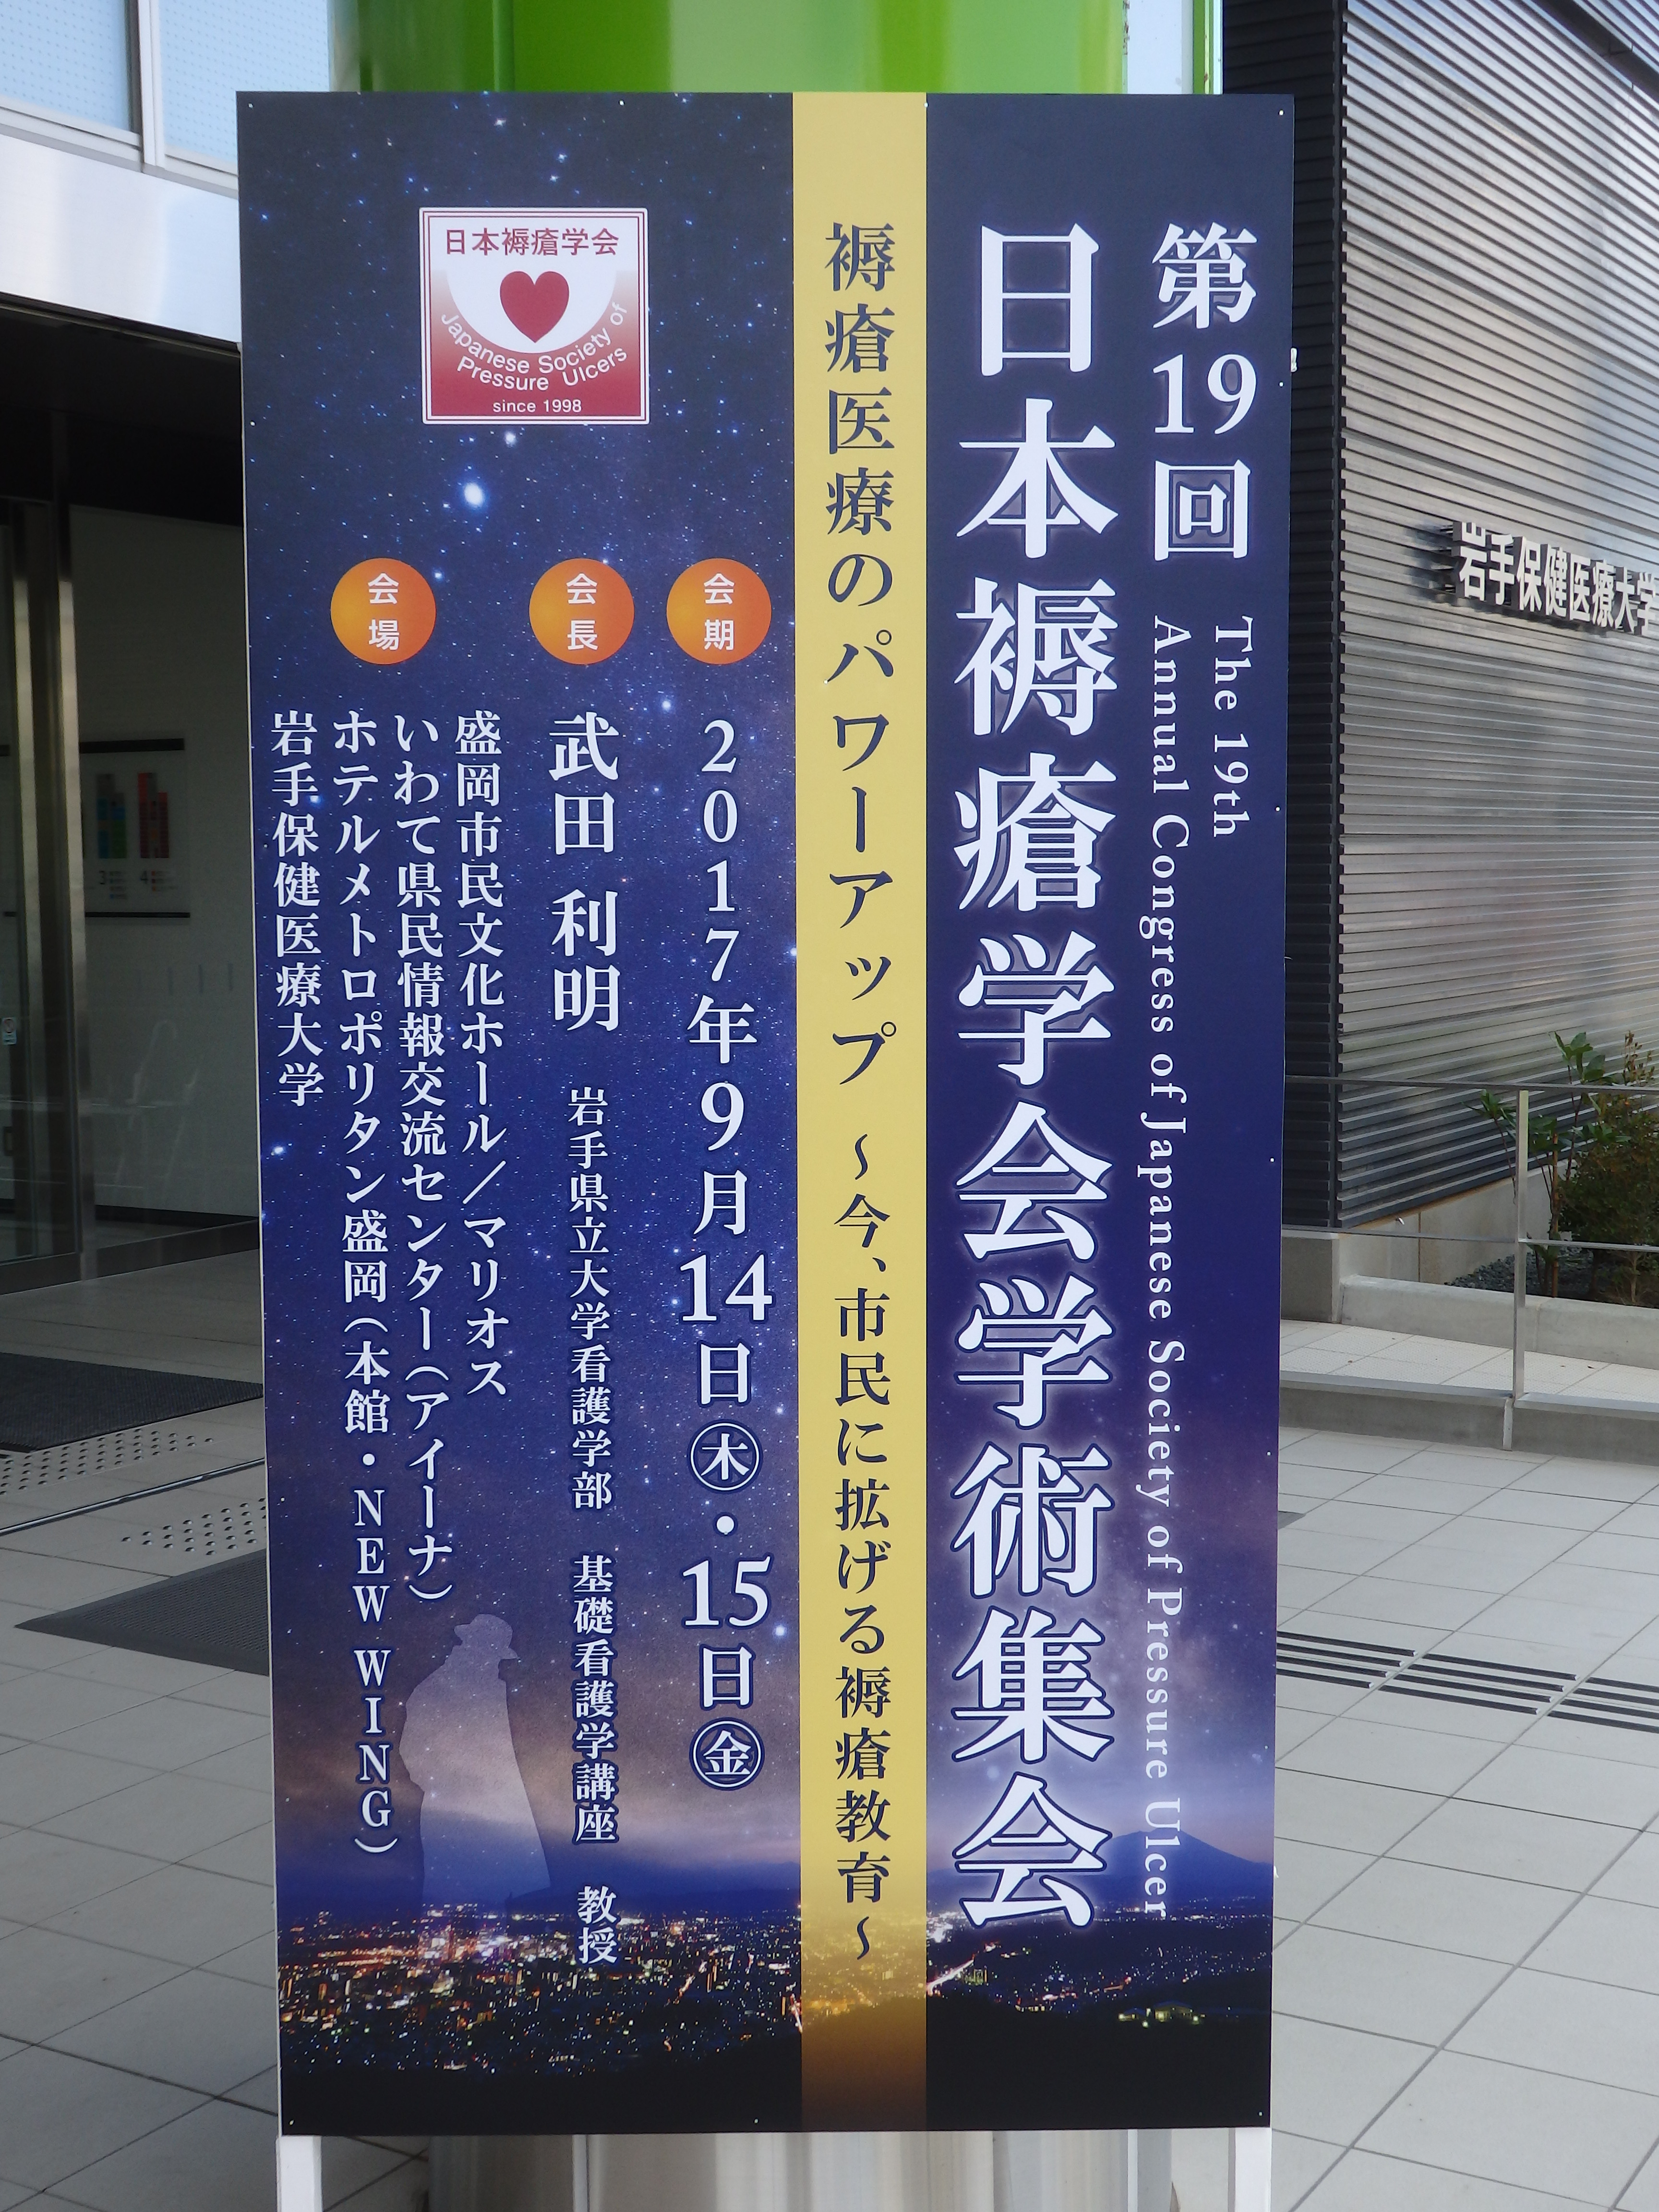 第19回
The 19th
Annual Congress of Japanese Society of Pressure Ulcer
日本褥瘡学会学術集会
褥瘡医療のパワーアップ ～今、市民に拡げる褥瘡教育～
日本褥瘡学会
Japanese Society of
Pressure Ulcers
since 1998
会期
2017年9月14日㊍・15日㊎
会長
武田 利明 岩手県立大学看護学部 基礎看護学講座 教授
会場
盛岡市民文化ホール／マリオス
いわて県民情報交流センター（アイーナ）
ホテルメトロポリタン盛岡（本館・NEW WING）
岩手保健医療大学
岩手保健医療大学